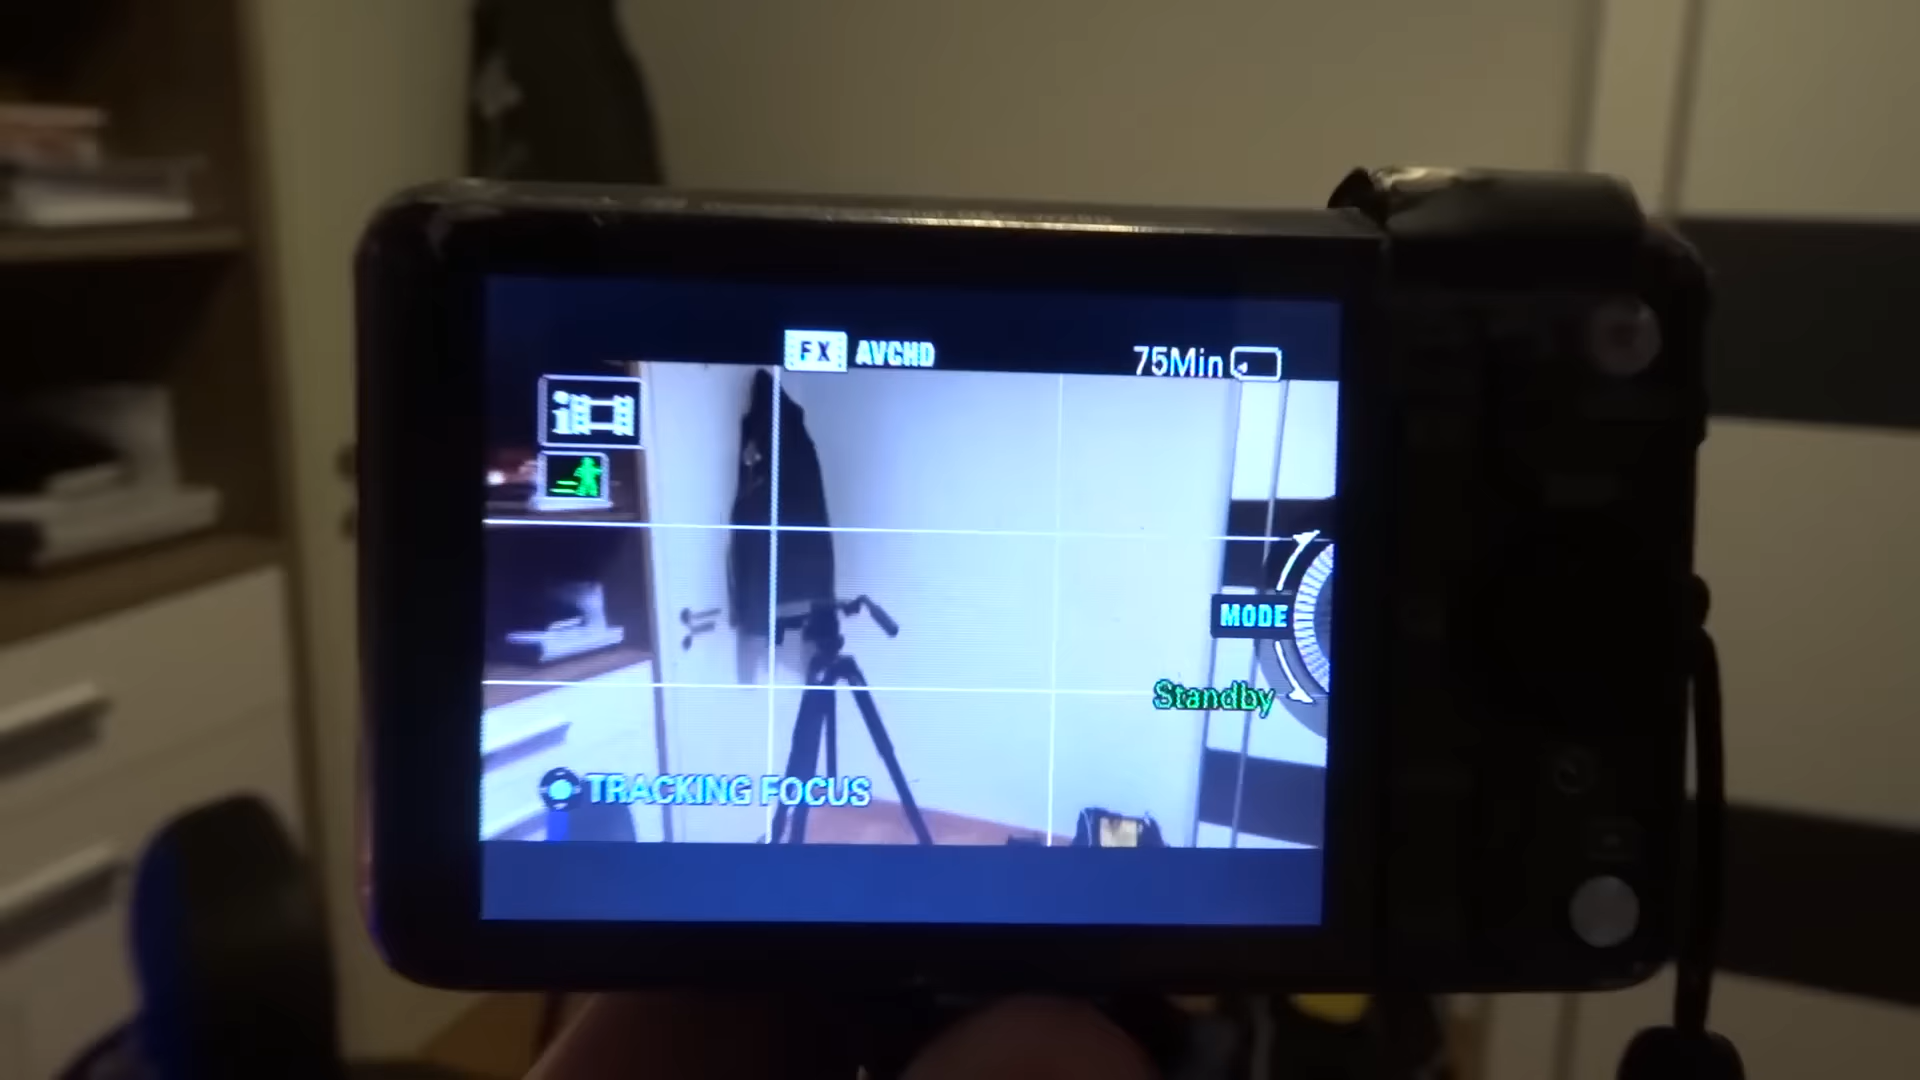 FX AVCHD 75Min
i
MODE
Standby
TRACKING FOCUS